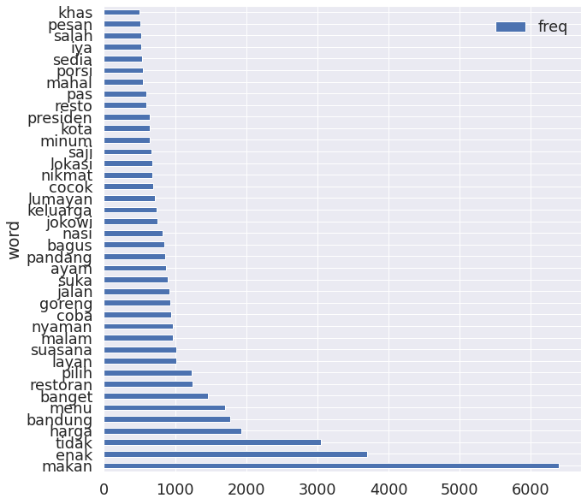 khas
pesan
salah
iya
sedia
porsi
mahal
pas
resto
presiden
kota
minum
saji
lokasi
nikmat
cocok
lumayan
keluarga
jokowi
nasi
bagus
pandang
ayam
suka
jalan
goreng
coba
nyaman
malam
suasana
layan
pilih
restoran
banget
menu
bandung
harga
tidak
enak
makan
word
freq
0 1000 2000 3000 4000 5000 6000